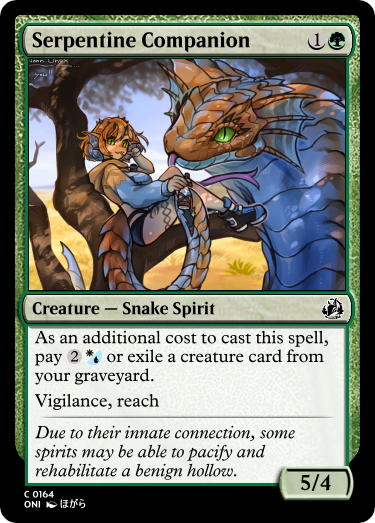 Serpentine Companion 1
you!!
Creature — Snake Spirit
As an additional cost to cast this spell,
pay 2 or exile a creature card from
your graveyard.
Vigilance, reach
Due to their innate connection, some
spirits may be able to pacify and
rehabilitate a benign hollow.
5/4
C 0164
ONI ほがら